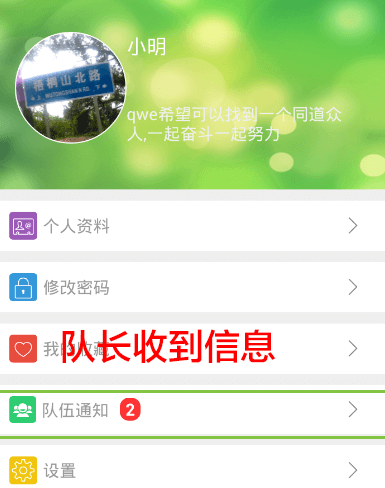 小明
梧桐山北路
qwe希望可以找到一个同道众
人,一起奋斗一起努力
个人资料
修改密码
我的收藏
队长收到信息
队伍通知 2
设置